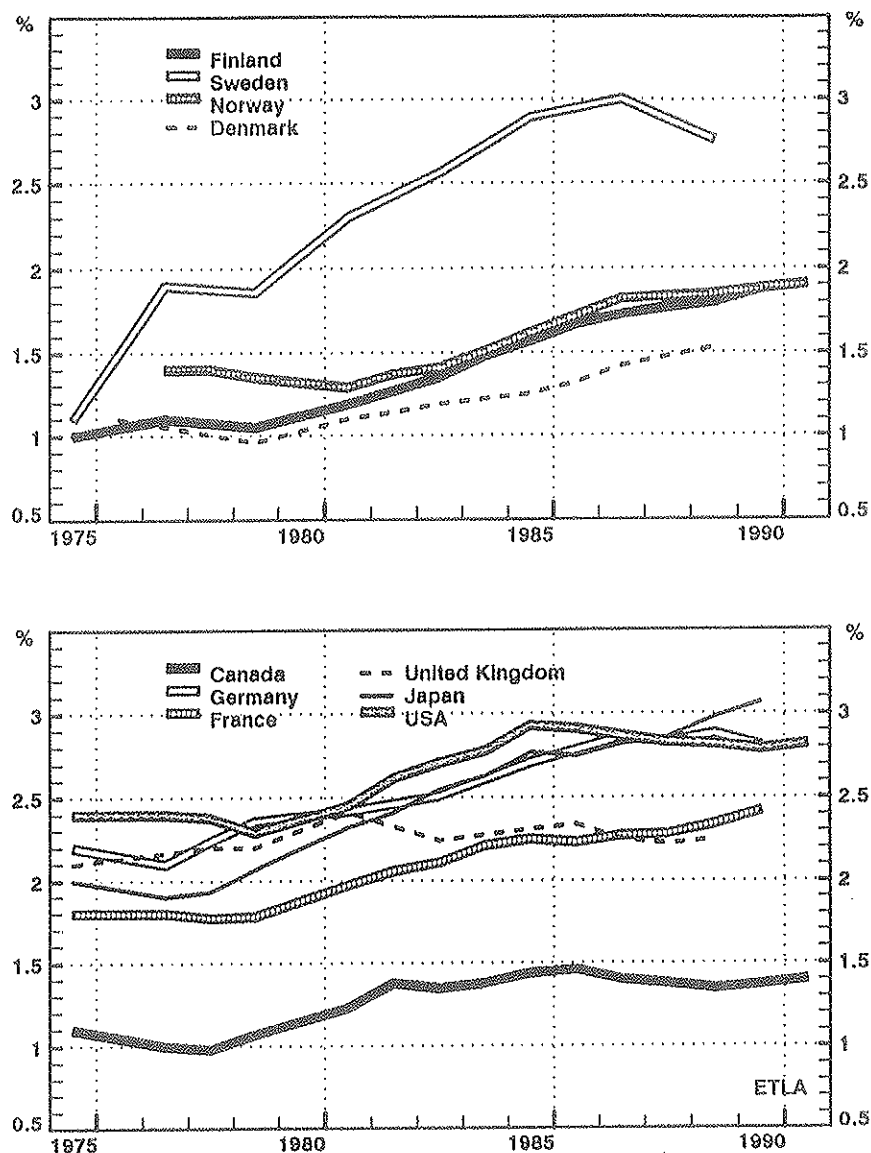 % %
Finland
Sweden
Norway
Denmark
3 3
2.5 2.5
2 2
1.5 1.5
1 1
0.5 0.5
1975 1980 1985 1990
% %
Canada United Kingdom
Germany Japan
France USA
3 3
2.5 2.5
2 2
1.5 1.5
1 1
ETLA
0.5 0.5
1975 1980 1985 1990